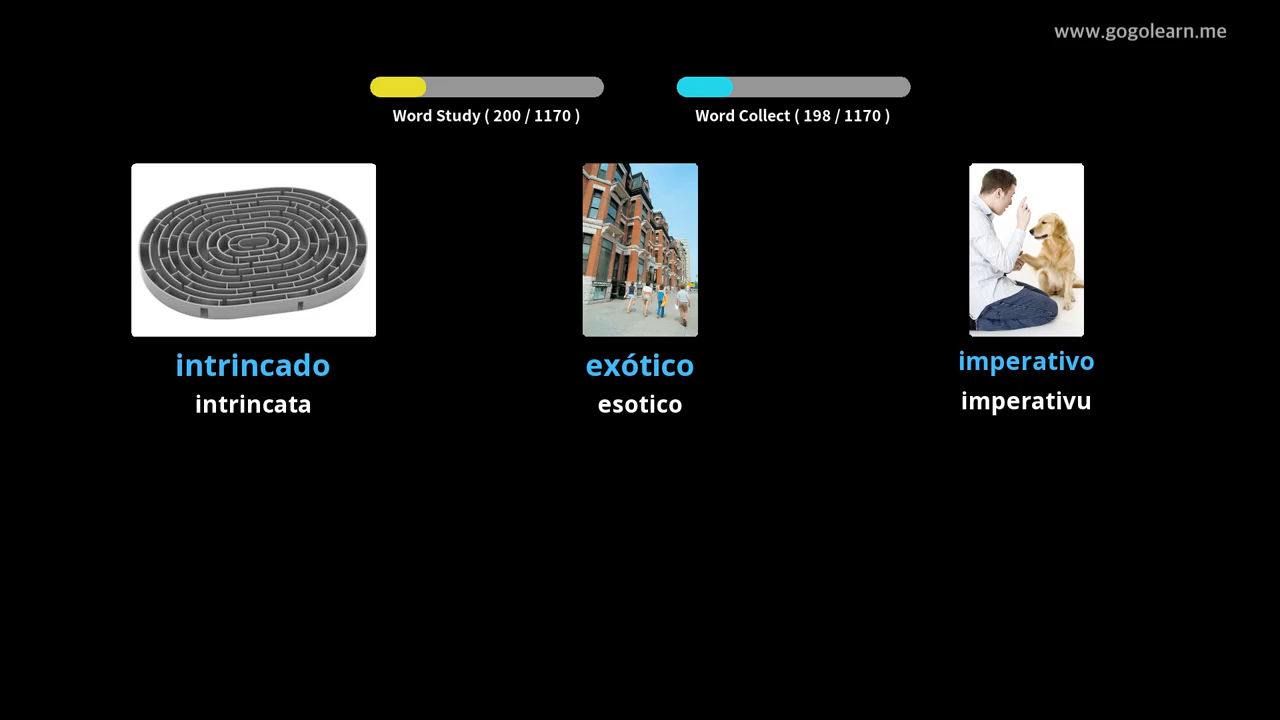 www.gogolearn.me
Word Study ( 200 / 1170 )
Word Collect ( 198 / 1170 )
intrincado
intrincata
exótico
esotico
imperativo
imperativu